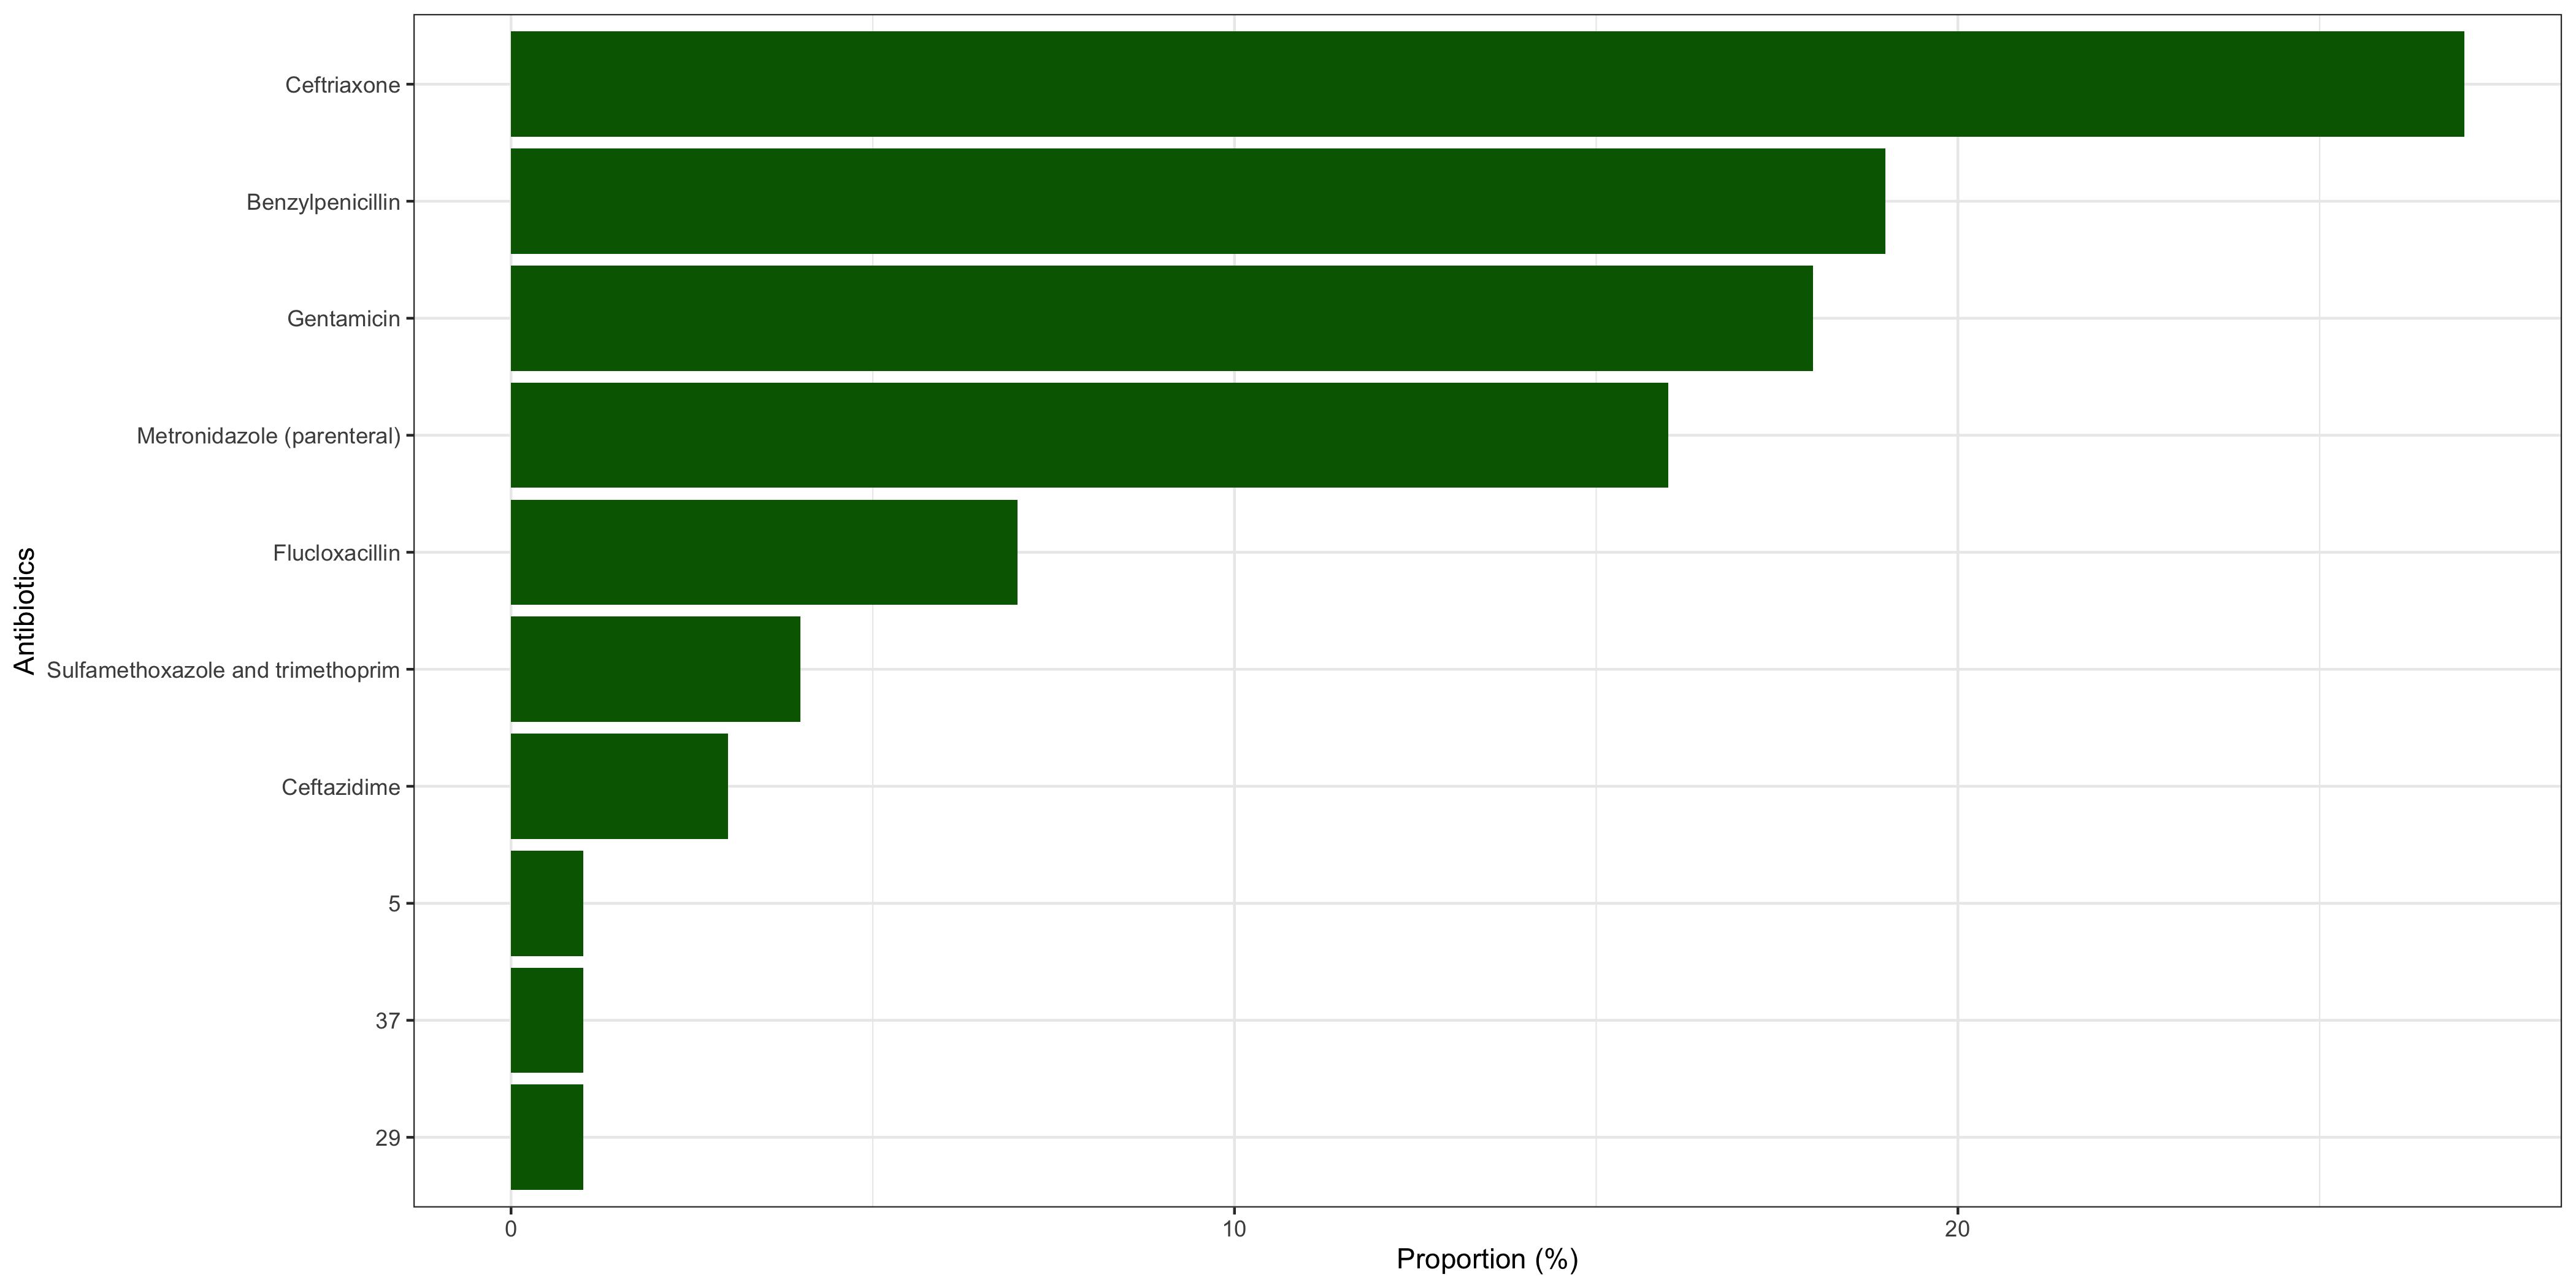 Antibiotics
Ceftriaxone
Benzylpenicillin
Gentamicin
Metronidazole (parenteral)
Flucloxacillin
Sulfamethoxazole and trimethoprim
Ceftazidime
5
37
29
0 10 20
Proportion (%)